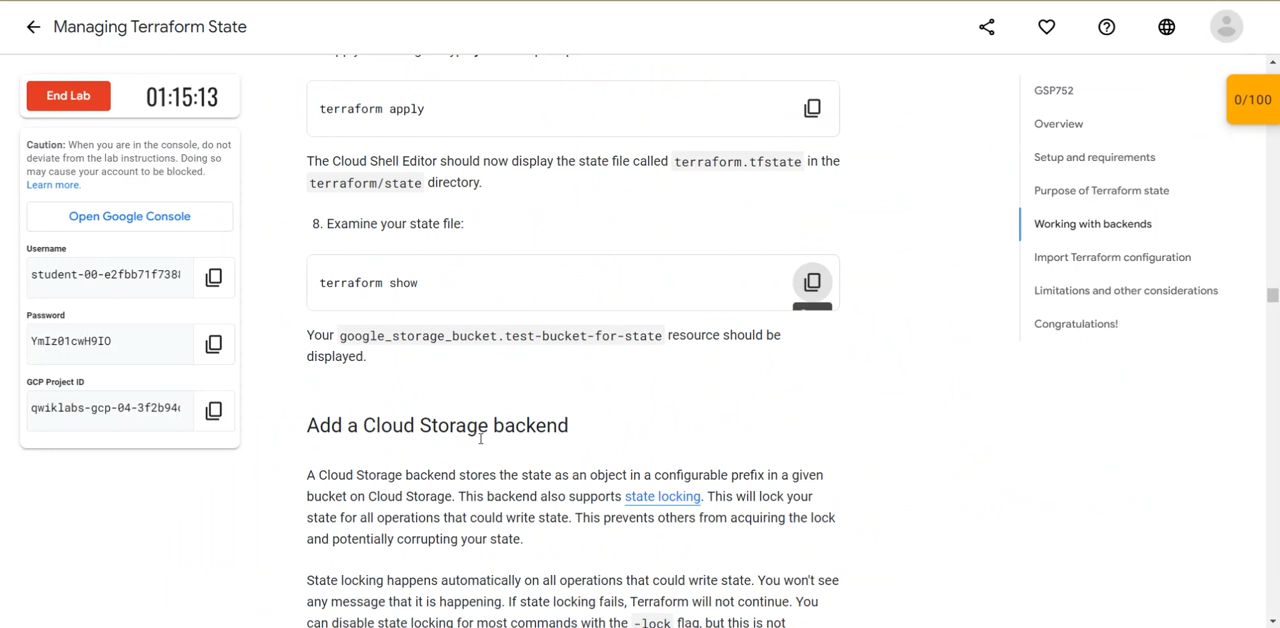 Managing Terraform State
End Lab
01:15:13
0/100
Caution: When you are in the console, do not
deviate from the lab instructions. Doing so
may cause your account to be blocked.
Learn more.
Open Google Console
Username
student-00-e2fbb71f738
Password
YmIz01cwH9IO
GCP Project ID
qwiklabs-gcp-04-3f2b94
terraform apply
The Cloud Shell Editor should now display the state file called terraform.tfstate in the
terraform/state directory.
8. Examine your state file:
terraform show
Your google_storage_bucket.test-bucket-for-state resource should be
displayed.
Add a Cloud Storage backend
A Cloud Storage backend stores the state as an object in a configurable prefix in a given
bucket on Cloud Storage. This backend also supports state locking. This will lock your
state for all operations that could write state. This prevents others from acquiring the lock
and potentially corrupting your state.
State locking happens automatically on all operations that could write state. You won't see
any message that it is happening. If state locking fails, Terraform will not continue. You
can disable state locking for most commands with the -lock flag, but this is not
GSP752
Overview
Setup and requirements
Purpose of Terraform state
Working with backends
Import Terraform configuration
Limitations and other considerations
Congratulations!